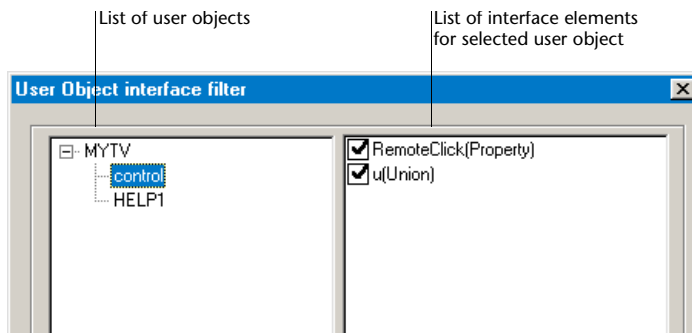 List of user objects
List of interface elements
for selected user object
User Object interface filter
MYTV
control
HELP1
RemoteClick(Property)
u(Union)